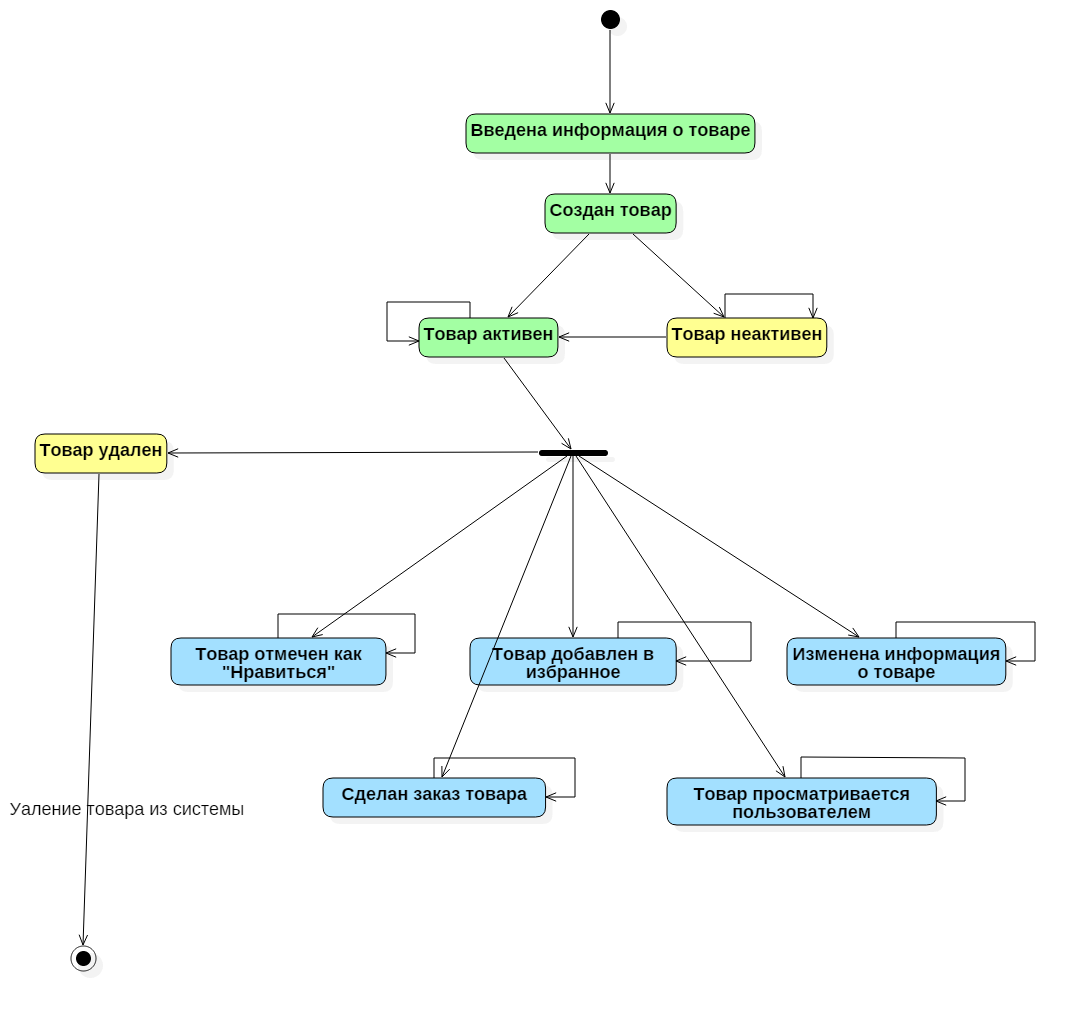 Введена информация о товаре
Создан товар
Товар активен
Товар неактивен
Товар удален
Товар отмечен как
"Нравиться"
Товар добавлен в
избранное
Изменена информация
о товаре
Сделан заказ товара
Товар просматривается
пользователем
Уаление товара из системы